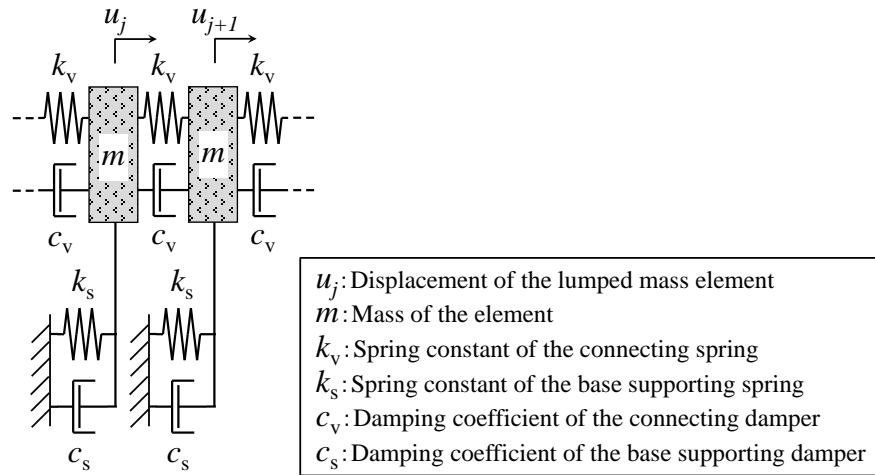 u_j u_{j+1}
k_v k_v k_v
m m
c_v c_v c_v
k_s k_s
c_s c_s
u_j: Displacement of the lumped mass element
m: Mass of the element
k_v: Spring constant of the connecting spring
k_s: Spring constant of the base supporting spring
c_v: Damping coefficient of the connecting damper
c_s: Damping coefficient of the base supporting damper